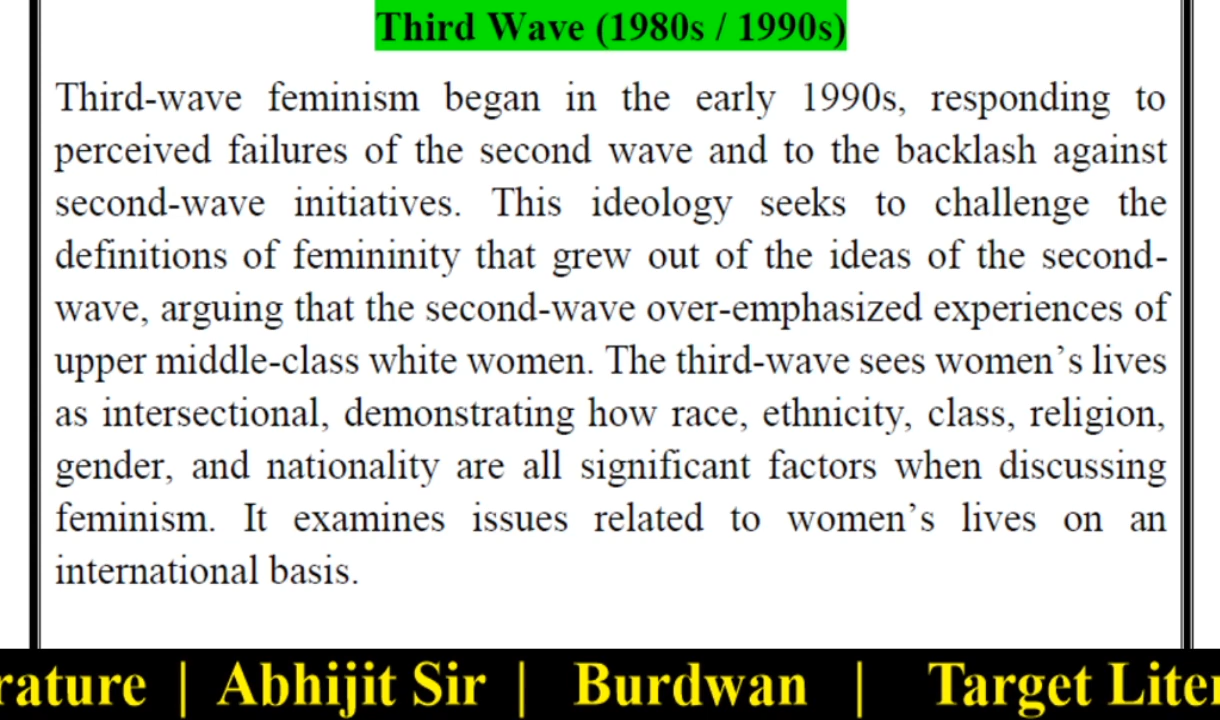 Third Wave (1980s / 1990s)
Third-wave feminism began in the early 1990s, responding to
perceived failures of the second wave and to the backlash against
second-wave initiatives. This ideology seeks to challenge the
definitions of femininity that grew out of the ideas of the second-
wave, arguing that the second-wave over-emphasized experiences of
upper middle-class white women. The third-wave sees women’s lives
as intersectional, demonstrating how race, ethnicity, class, religion,
gender, and nationality are all significant factors when discussing
feminism. It examines issues related to women’s lives on an
international basis.
rature | Abhijit Sir | Burdwan | Target Liter